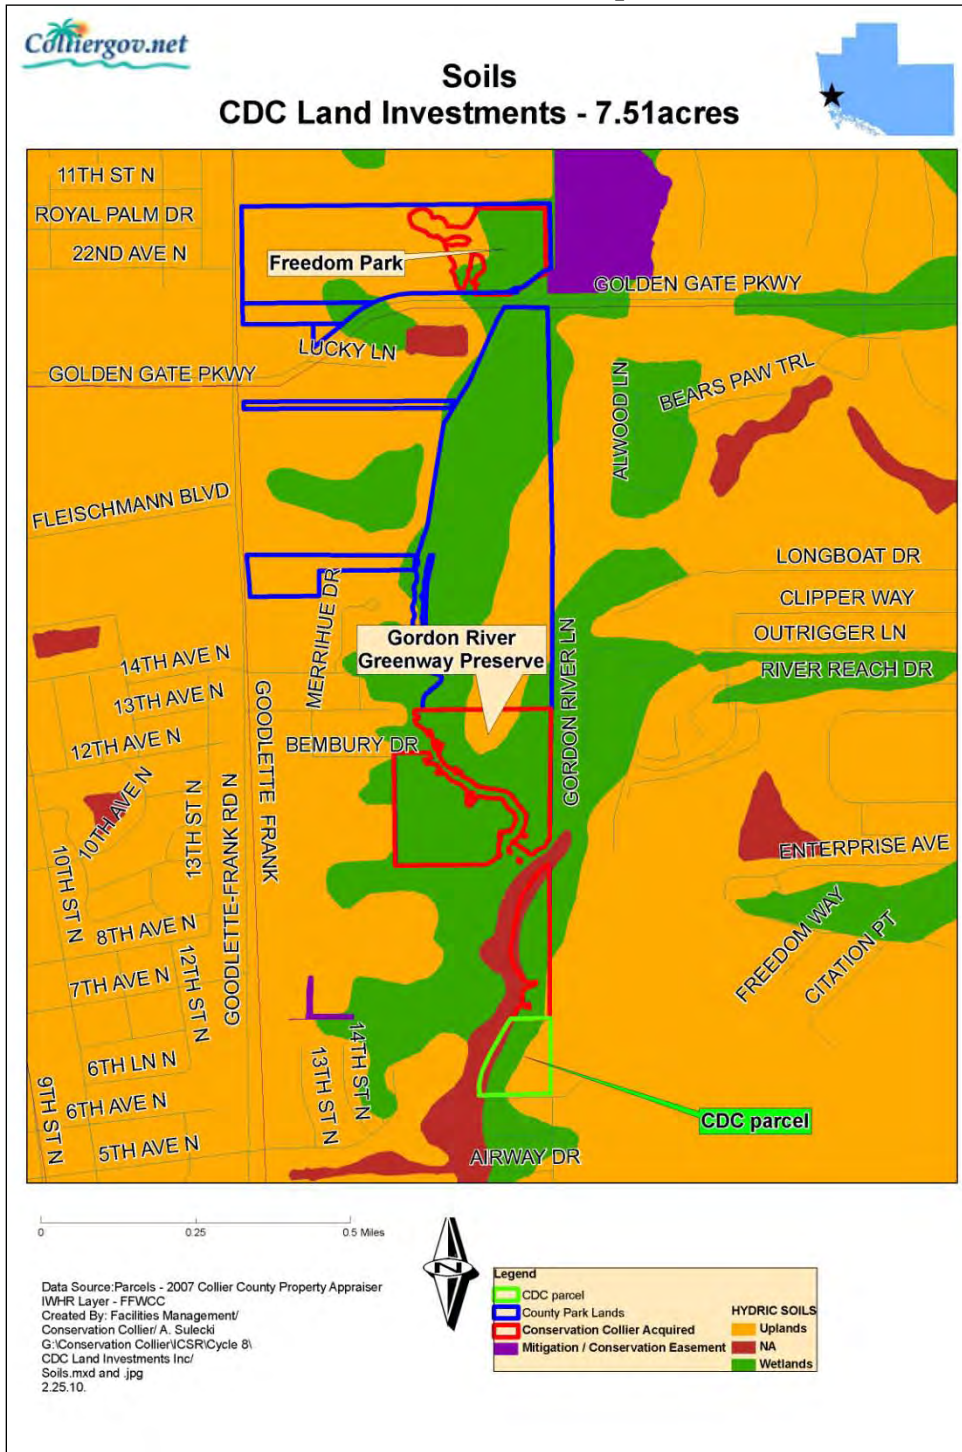 Colliergov.net
Soils
CDC Land Investments - 7.51acres
11TH ST N
ROYAL PALM DR
22ND AVE N
Freedom Park
GOLDEN GATE PKWY
LUCKY LN
GOLDEN GATE PKWY
ALWOOD LN
BEARS PAW TRL
FLEISCHMANN BLVD
LONGBOAT DR
CLIPPER WAY
OUTRIGGER LN
RIVER REACH DR
MERRIHUE DR
Gordon River
Greenway Preserve
GORDON RIVER LN
14TH AVE N
13TH AVE N
12TH AVE N
BEMBURY DR
10TH AVE N
13TH ST N
GOODLETTE-FRANK RD N
GOODLETTE FRANK
10TH ST N
ENTERPRISE AVE
8TH AVE N
7TH AVE N
12TH ST N
FREEDOM WAY
CITATION PT
6TH LN N
13TH ST N
14TH ST N
9TH ST N
6TH AVE N
5TH AVE N
CDC parcel
AIRWAY DR
0 0.25 0.5 Miles
N
Data Source:Parcels - 2007 Collier County Property Appraiser
IWHR Layer - FFWCC
Created By: Facilities Management/
Conservation Collier/ A. Sulecki
G:\Conservation Collier\ICSR\Cycle 8\
CDC Land Investments Inc/
Soils.mxd and .jpg
2.25.10.
Legend
CDC parcel
County Park Lands
Conservation Collier Acquired
Mitigation / Conservation Easement
HYDRIC SOILS
Uplands
NA
Wetlands